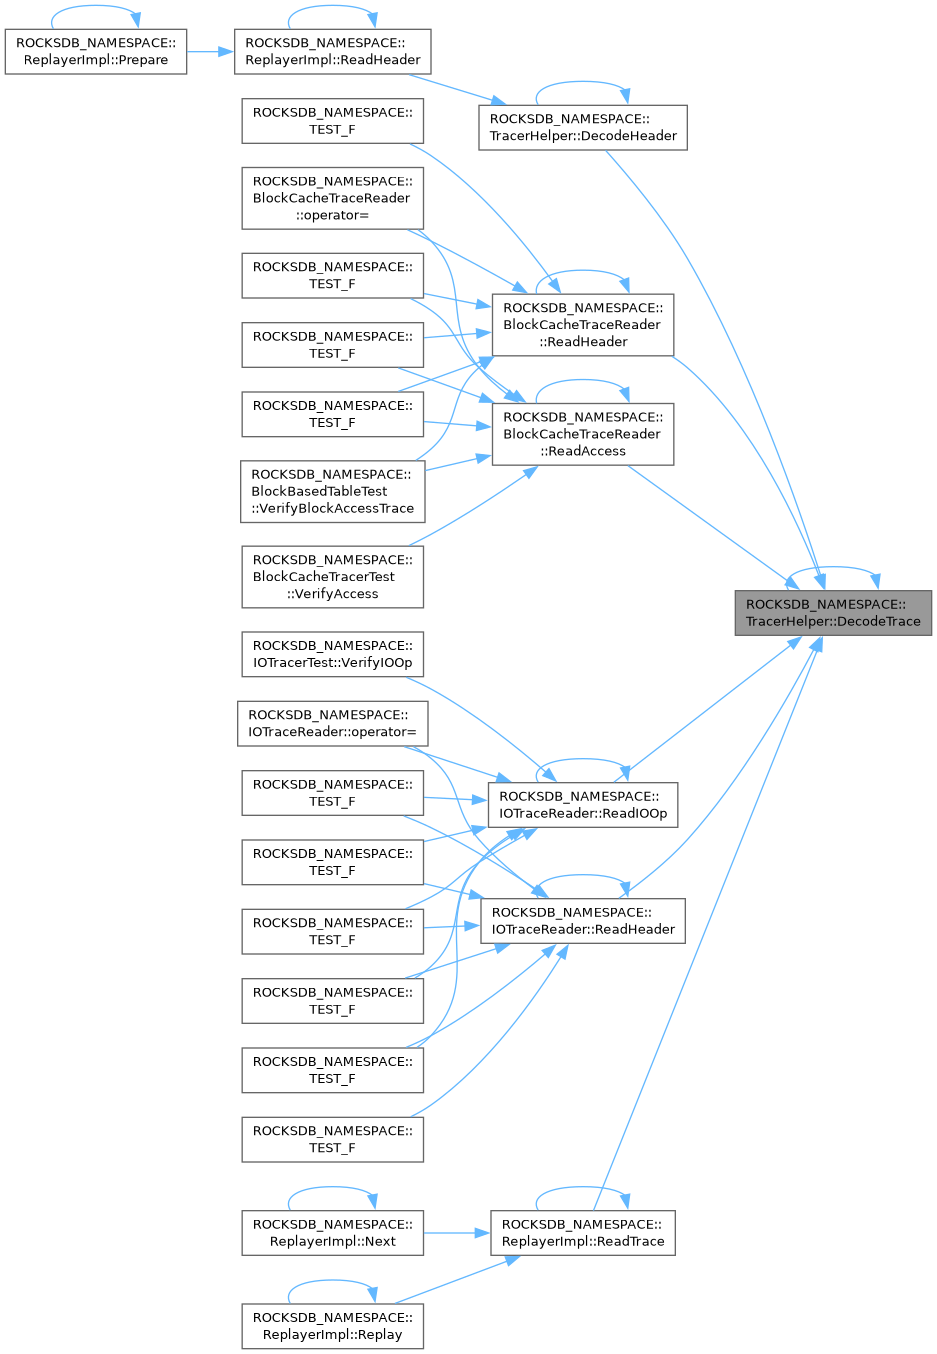 ROCKSDB_NAMESPACE::
ReplayerImpl::Prepare
ROCKSDB_NAMESPACE::
ReplayerImpl::ReadHeader
ROCKSDB_NAMESPACE::
TracerHelper::DecodeHeader
ROCKSDB_NAMESPACE::
TEST_F
ROCKSDB_NAMESPACE::
BlockCacheTraceReader
::operator=
ROCKSDB_NAMESPACE::
TEST_F
ROCKSDB_NAMESPACE::
BlockCacheTraceReader
::ReadHeader
ROCKSDB_NAMESPACE::
TEST_F
ROCKSDB_NAMESPACE::
TEST_F
ROCKSDB_NAMESPACE::
BlockCacheTraceReader
::ReadAccess
ROCKSDB_NAMESPACE::
BlockBasedTableTest
::VerifyBlockAccessTrace
ROCKSDB_NAMESPACE::
BlockCacheTracerTest
::VerifyAccess
ROCKSDB_NAMESPACE::
TracerHelper::DecodeTrace
ROCKSDB_NAMESPACE::
IOTracerTest::VerifyIOOp
ROCKSDB_NAMESPACE::
IOTraceReader::operator=
ROCKSDB_NAMESPACE::
TEST_F
ROCKSDB_NAMESPACE::
IOTraceReader::ReadIOOp
ROCKSDB_NAMESPACE::
TEST_F
ROCKSDB_NAMESPACE::
TEST_F
ROCKSDB_NAMESPACE::
IOTraceReader::ReadHeader
ROCKSDB_NAMESPACE::
TEST_F
ROCKSDB_NAMESPACE::
TEST_F
ROCKSDB_NAMESPACE::
TEST_F
ROCKSDB_NAMESPACE::
ReplayerImpl::Next
ROCKSDB_NAMESPACE::
ReplayerImpl::ReadTrace
ROCKSDB_NAMESPACE::
ReplayerImpl::Replay